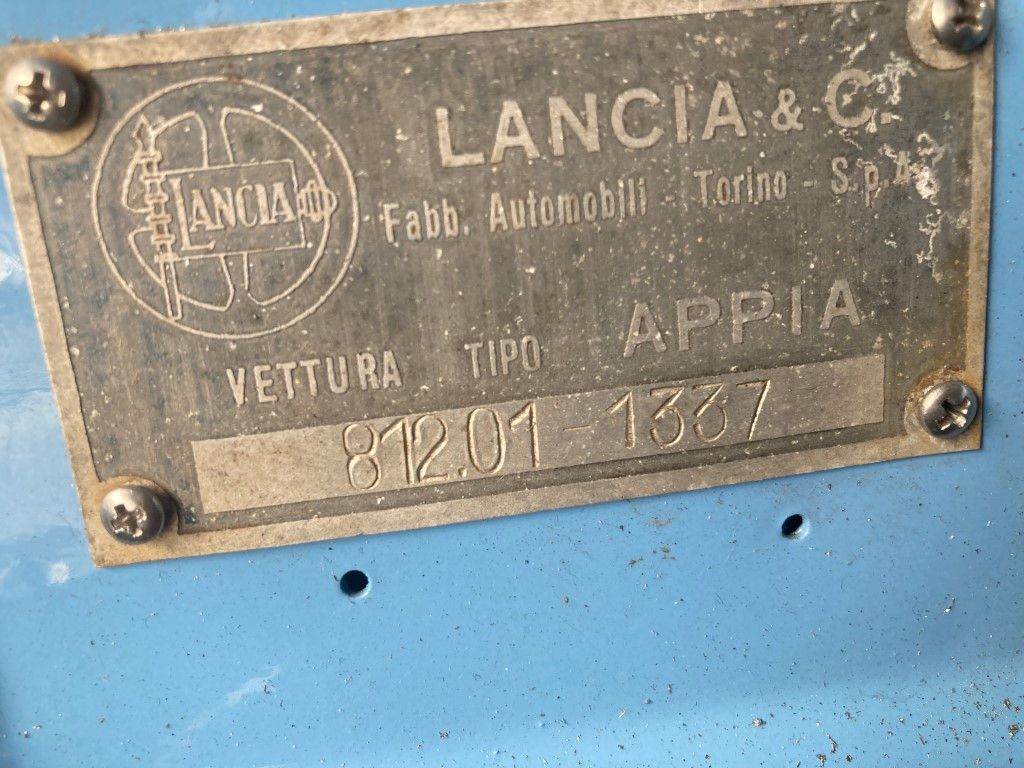 LANCIA
LANCIA & C.
Fabb. Automobili - Torino - S.p.A.
VETTURA TIPO APPIA
812.01-1337